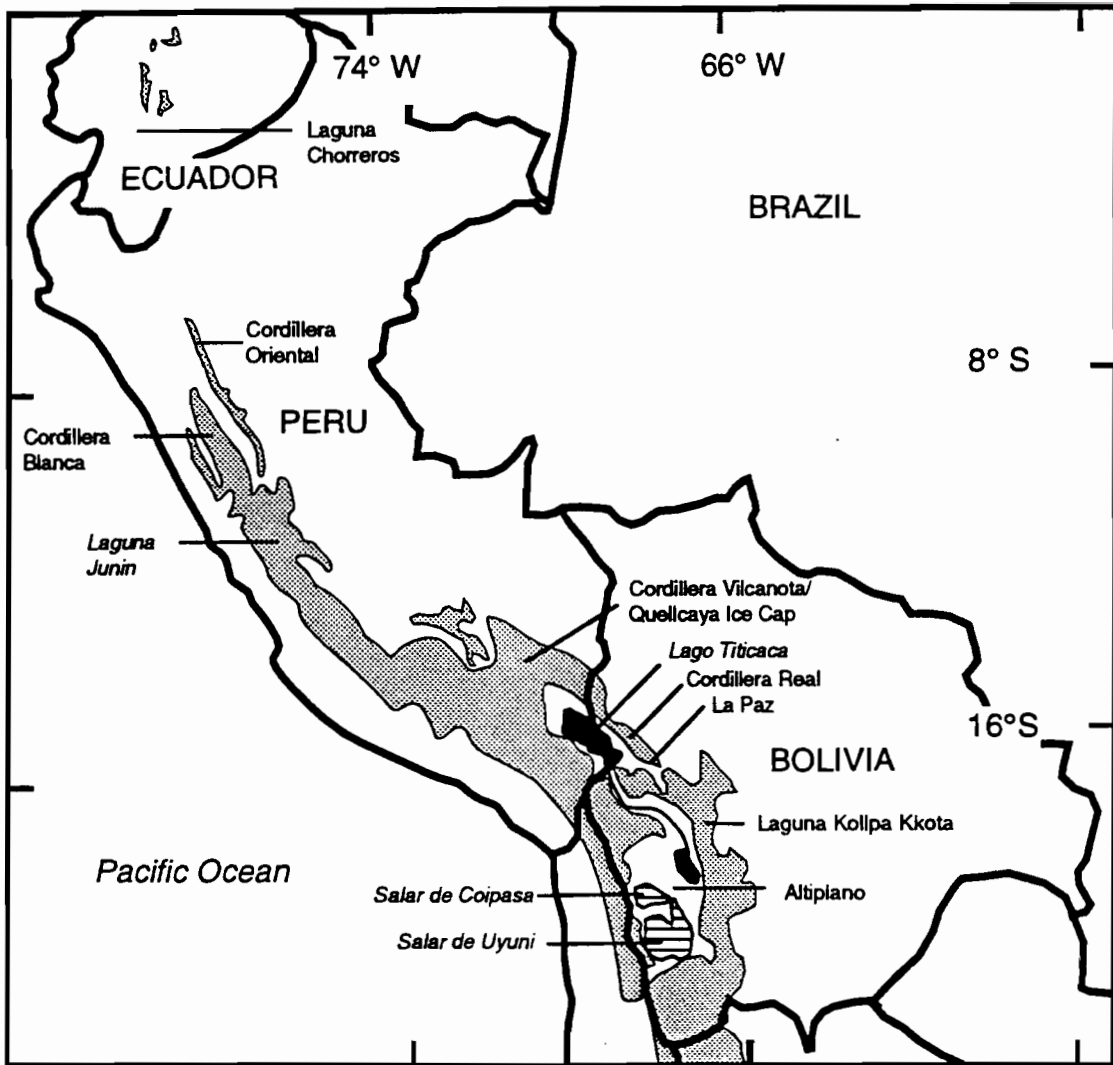 74° W
66° W
Laguna
Chorreros
ECUADOR
BRAZIL
Cordillera
Oriental
8° S
PERU
Cordillera
Blanca
Laguna
Junin
Cordillera Vilcanota/
Quellcaya Ice Cap
Lago Titicaca
Cordillera Real
La Paz
16°S
BOLIVIA
Laguna Kollpa Kkota
Pacific Ocean
Salar de Coipasa
Altiplano
Salar de Uyuni